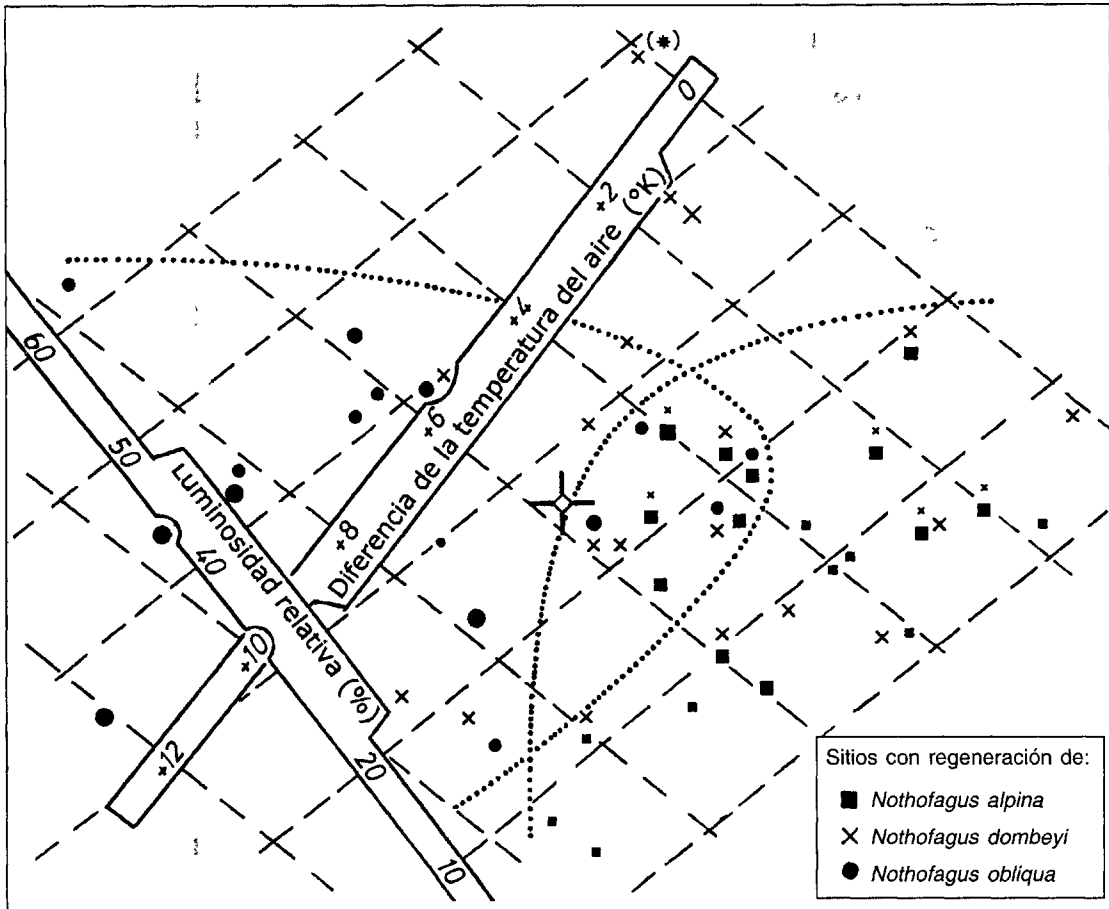 (*)
0
+2
+4
+6
+8
+10
+12
Diferencia de la temperatura del aire (°K)
60
50
40
20
10
Luminosidad relativa (%)
Sitios con regeneración de:
Nothofagus alpina
Nothofagus dombeyi
Nothofagus obliqua